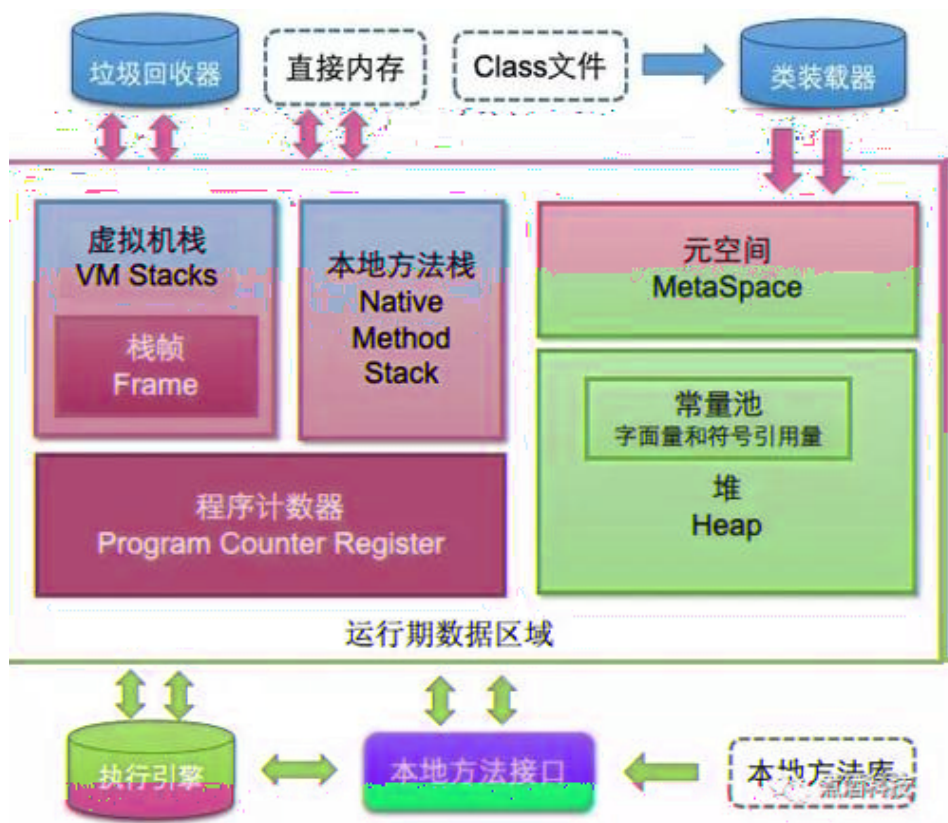 垃圾回收器
直接内存
Class文件
类装载器
虚拟机栈
VM Stacks
栈帧
Frame
本地方法栈
Native
Method
Stack
元空间
MetaSpace
常量池
字面量和符号引用量
堆
Heap
程序计数器
Program Counter Register
运行期数据区域
执行引擎
本地方法接口
本地方法库